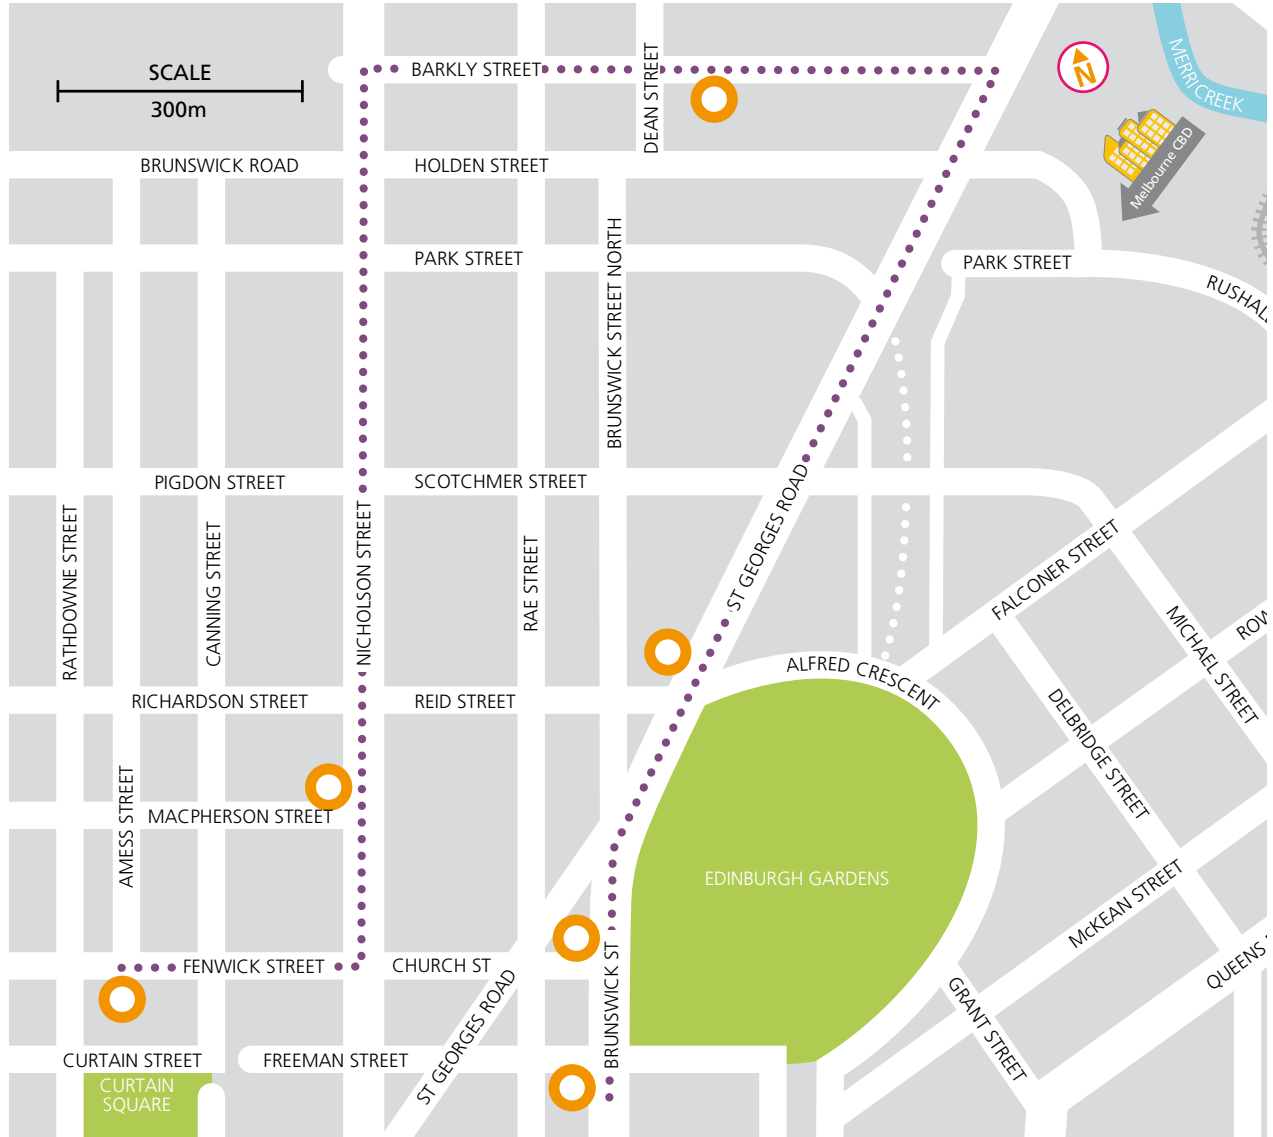 SCALE
300m
BARKLY STREET
DEAN STREET
N
MERRI CREEK
Melbourne CBD
BRUNSWICK ROAD
HOLDEN STREET
PARK STREET
PARK STREET
BRUNSWICK STREET NORTH
PIGDON STREET
SCOTCHMER STREET
RATHDOWNE STREET
CANNING STREET
NICHOLSON STREET
RAE STREET
ST GEORGES ROAD
FALCONER STREET
MICHAEL STREET
ALFRED CRESCENT
DELBRIDGE STREET
RICHARDSON STREET
REID STREET
AMESS STREET
MACPHERSON STREET
EDINBURGH GARDENS
McKEAN STREET
QUEENS
FENWICK STREET
CHURCH ST
ST GEORGES ROAD
BRUNSWICK ST
GRANT STREET
CURTAIN STREET
FREEMAN STREET
CURTAIN
SQUARE